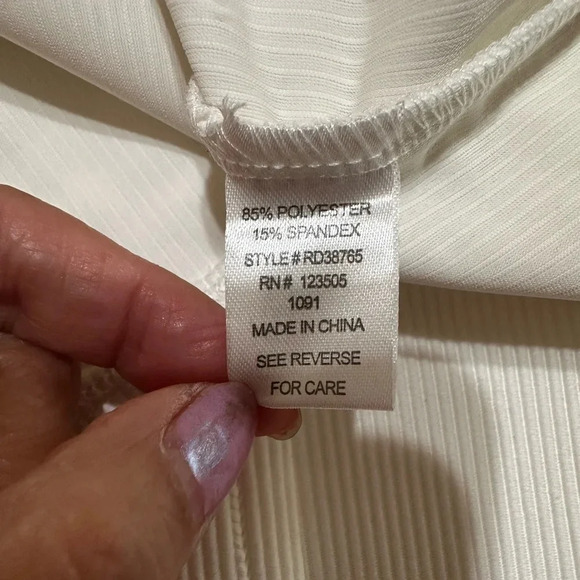 85% POLYESTER
15% SPANDEX
STYLE# RD38765
RN # 123505
1091
MADE IN CHINA
SEE REVERSE
FOR CARE